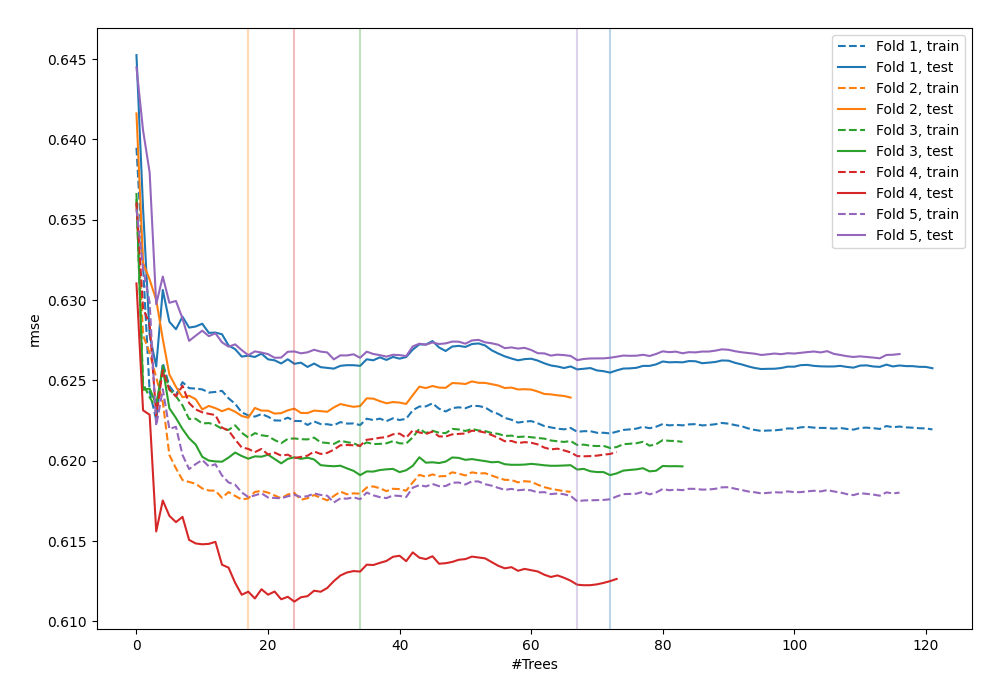 0.645
0.640
0.635
0.630
0.625
0.620
0.615
0.610
rmse
0
20
40
60
80
100
120
#Trees
Fold 1, train
Fold 1, test
Fold 2, train
Fold 2, test
Fold 3, train
Fold 3, test
Fold 4, train
Fold 4, test
Fold 5, train
Fold 5, test